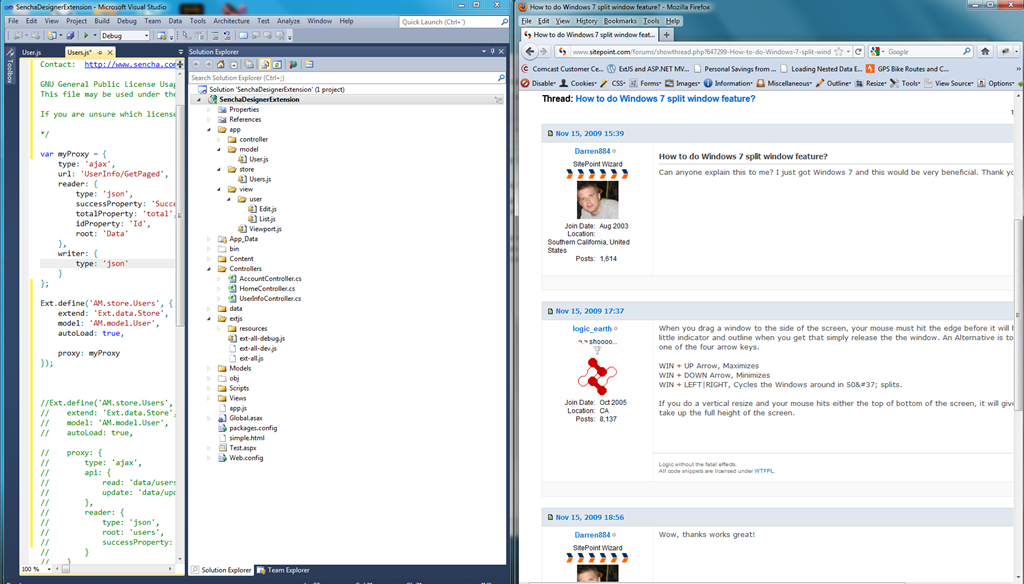 SenchaDesignerExtension - Microsoft Visual Studio
File Edit View Project Build Debug Team Data Tools Architecture Test Analyze Window Help
Quick Launch (Ctrl+')
Debug
Toolbox
User.js
Users.js*
Contact: http://www.sencha.com
GNU General Public License Usag
This file may be used under the
If you are unsure which license
*/
var myProxy = {
type: 'ajax',
url: 'UserInfo/GetPaged',
reader: {
type: 'json',
successProperty: 'Succe
totalProperty: 'total',
idProperty: 'Id',
root: 'Data'
},
writer: {
type: 'json'
}
};
Ext.define('AM.store.Users', {
extend: 'Ext.data.Store',
model: 'AM.model.User',
autoLoad: true,
proxy: myProxy
});
//Ext.define('AM.store.Users',
// extend: 'Ext.data.Store',
// model: 'AM.model.User',
// autoLoad: true,
// proxy: {
// type: 'ajax',
// api: {
// read: 'data/users
// update: 'data/upd
// },
// reader: {
// type: 'json',
// root: 'users',
// successProperty:
// }
// }
100 %
Solution Explorer
Search Solution Explorer (Ctrl+;)
Solution 'SenchaDesignerExtension' (1 project)
SenchaDesignerExtension
Properties
References
app
controller
model
User.js
store
Users.js
view
user
Edit.js
List.js
Viewport.js
App_Data
bin
Content
Controllers
AccountController.cs
HomeController.cs
UserInfoController.cs
data
extjs
resources
ext-all-debug.js
ext-all-dev.js
ext-all.js
Models
obj
Scripts
Views
app.js
Global.asax
packages.config
simple.html
Test.aspx
Web.config
Solution Explorer Team Explorer
How to do Windows 7 split window feature? - Mozilla Firefox
File Edit View History Bookmarks Tools Help
How to do Windows 7 split window feat...
www.sitepoint.com/forums/showthread.php?647299-How-to-do-Windows-7-split-wind
Google
Comcast Customer Ce... ExtJS and ASP.NET MV... Personal Savings from ... Loading Nested Data E... GPS Bike Routes and C...
Disable Cookies CSS Forms Images Information Miscellaneous Outline Resize Tools View Source Options
Thread: How to do Windows 7 split window feature?
Nov 15, 2009 15:39
Darren884
SitePoint Wizard
Join Date: Aug 2003
Location:
Southern California, United
States
Posts: 1,614
How to do Windows 7 split window feature?
Can anyone explain this to me? I just got Windows 7 and this would be very beneficial. Thank yo
Nov 15, 2009 17:37
logic_earth
shoooo...
Join Date: Oct 2005
Location: CA
Posts: 8,137
When you drag a window to the side of the screen, your mouse must hit the edge before it will
little indicator and outline when you get that simply release the the window. An Alternative is to
one of the four arrow keys.
WIN + UP Arrow, Maximizes
WIN + DOWN Arrow, Minimizes
WIN + LEFT|RIGHT, Cycles the Windows around in 50&#37; splits.
If you do a vertical resize and your mouse hits either the top of bottom of the screen, it will give
take up the full height of the screen.
Logic without the fatal effects.
All code snippets are licensed under WTFPL.
Nov 15, 2009 18:56
Darren884
SitePoint Wizard
Wow, thanks works great!